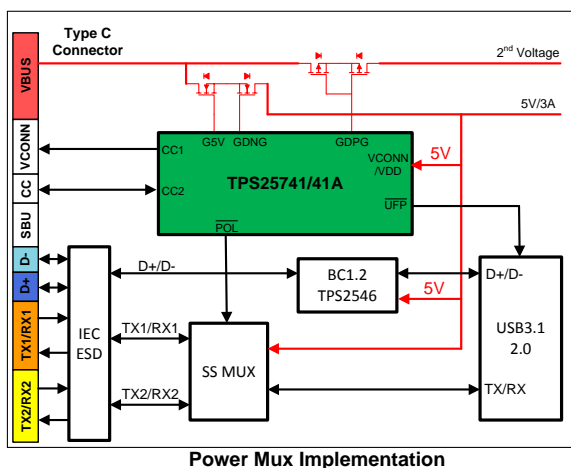 Type C
Connector
2nd Voltage
5V/3A
VBUS
VCONN
CC
SBU
D-
D+
TX1/RX1
TX2/RX2
G5V
GDNG
GDPG
CC1
CC2
TPS25741/41A
VCONN
/VDD
UFP
POL
5V
D+/D-
BC1.2
TPS2546
5V
D+/D-
USB3.1
2.0
TX/RX
IEC
ESD
TX1/RX1
TX2/RX2
SS MUX
Power Mux Implementation